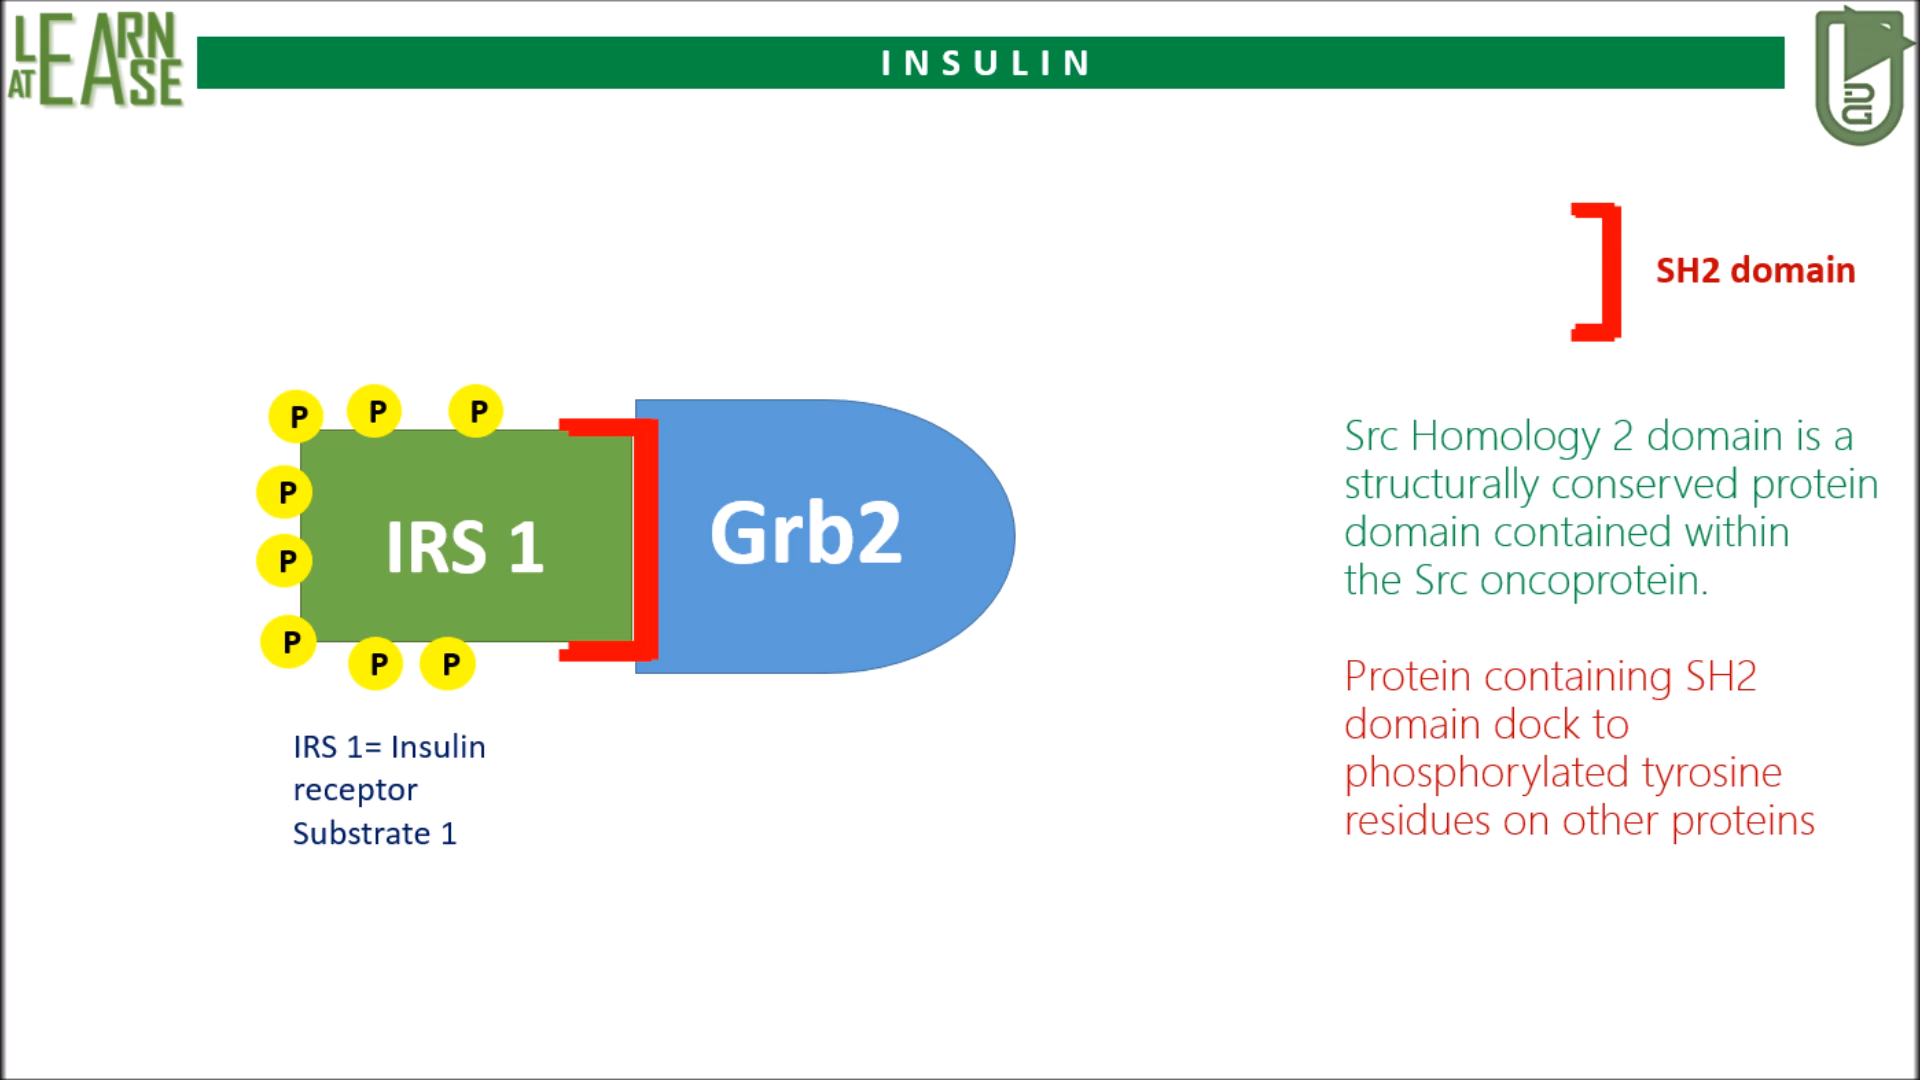 LEARN
AT EASE
INSULIN
SH2 domain
P
P
P
P
P
P
P
P
IRS 1
Grb2
IRS 1= Insulin
receptor
Substrate 1
Src Homology 2 domain is a
structurally conserved protein
domain contained within
the Src oncoprotein.
Protein containing SH2
domain dock to
phosphorylated tyrosine
residues on other proteins